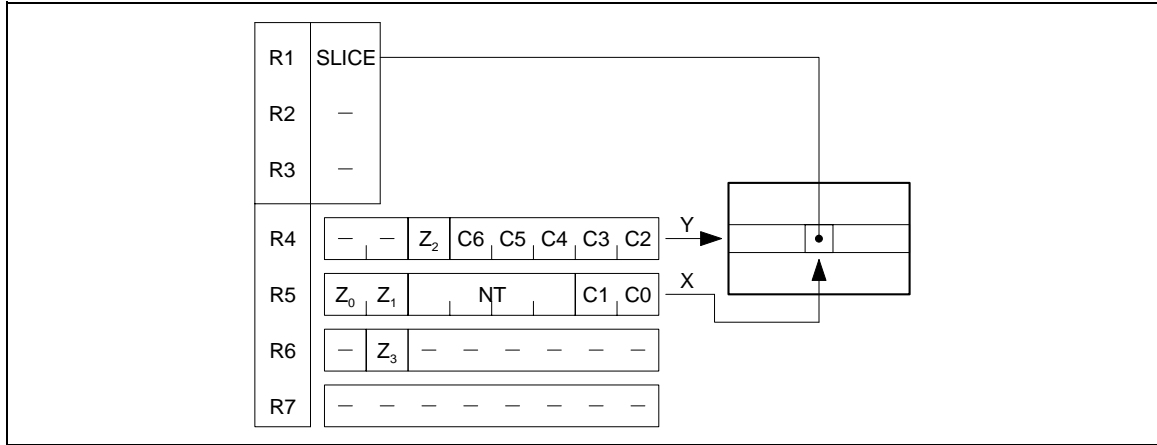 R1 SLICE
R2 –
R3 –
R4 – – Z₂ C6 C5 C4 C3 C2 Y
R5 Z₀ Z₁ NT C1 C0 X
R6 – Z₃ – – – – – –
R7 – – – – – – – –